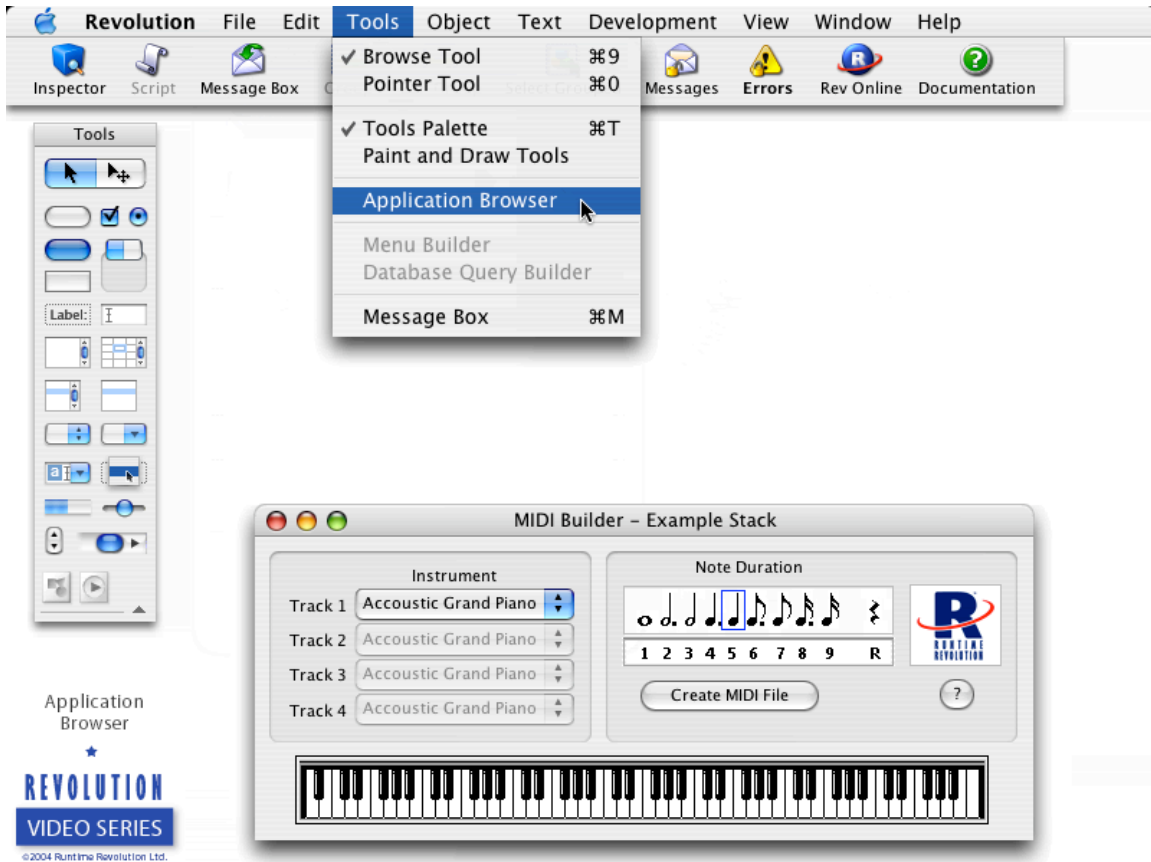 Revolution File Edit Tools Object Text Development View Window Help
Inspector Script Message Box Messages Errors Rev Online Documentation
✓ Browse Tool ⌘9
Pointer Tool ⌘0
✓ Tools Palette ⌘T
Paint and Draw Tools
Application Browser
Menu Builder
Database Query Builder
Message Box ⌘M
Tools
Label:
MIDI Builder – Example Stack
Instrument
Track 1 Accoustic Grand Piano
Track 2 Accoustic Grand Piano
Track 3 Accoustic Grand Piano
Track 4 Accoustic Grand Piano
Note Duration
1 2 3 4 5 6 7 8 9 R
Create MIDI File
R
RUNTIME
REVOLUTION
?
Application
Browser
REVOLUTION
VIDEO SERIES
©2004 Runtime Revolution Ltd.